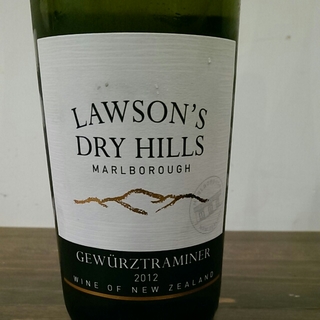 LAWSON'S
DRY HILLS
MARLBOROUGH
GEWÜRZTRAMINER
2012
WINE OF NEW ZEALAND